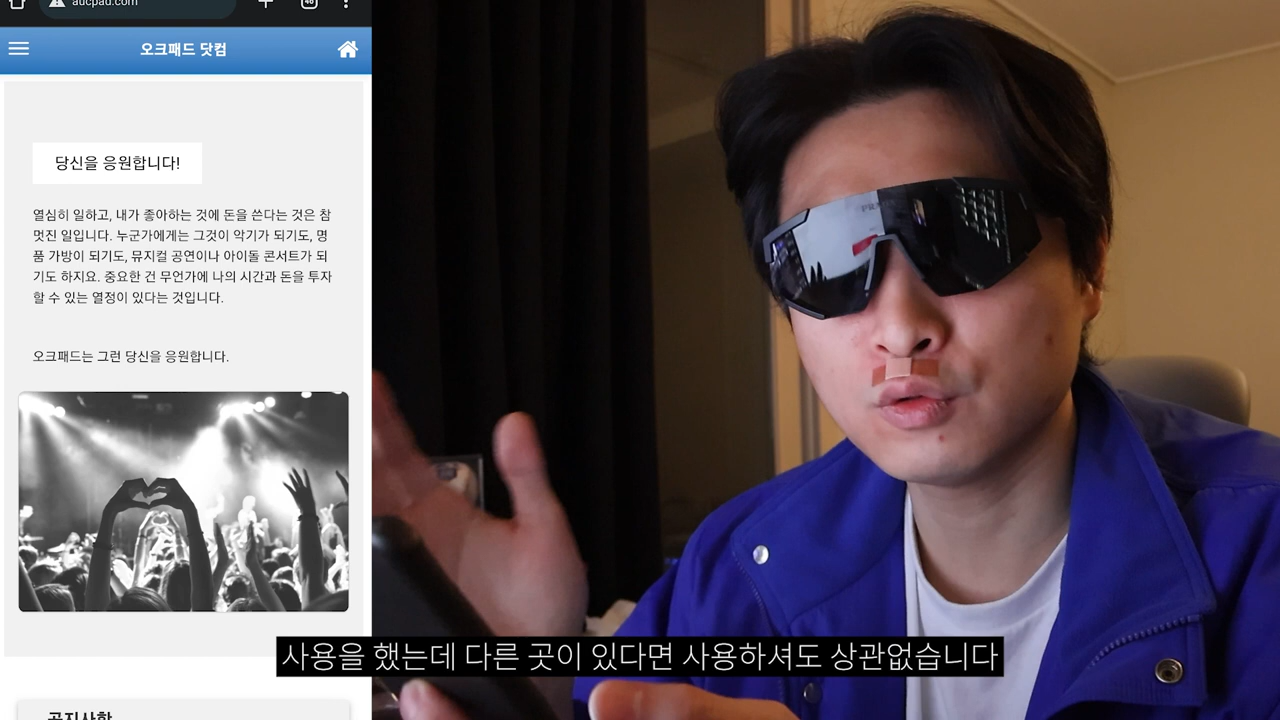 aucpad.com
48
오크패드 닷컴
당신을 응원합니다!
열심히 일하고, 내가 좋아하는 것에 돈을 쓴다는 것은 참
멋진 일입니다. 누군가에게는 그것이 악기가 되기도, 명
품 가방이 되기도, 뮤지컬 공연이나 아이돌 콘서트가 되
기도 하지요. 중요한 건 무언가에 나의 시간과 돈을 투자
할 수 있는 열정이 있다는 것입니다.
오크패드는 그런 당신을 응원합니다.
공지사항
PRADA
사용을 했는데 다른 곳이 있다면 사용하셔도 상관없습니다